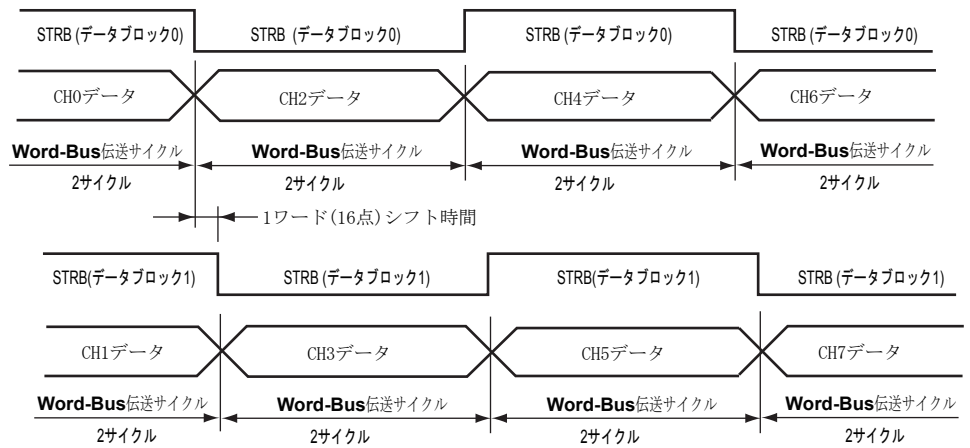 STRB (データブロック0) STRB (データブロック0) STRB (データブロック0) STRB (データブロック0)
CH0データ CH2データ CH4データ CH6データ
Word-Bus伝送サイクル Word-Bus伝送サイクル Word-Bus伝送サイクル Word-Bus伝送サイクル
2サイクル 2サイクル 2サイクル 2サイクル
1ワード(16点)シフト時間
STRB(データブロック1) STRB (データブロック1) STRB(データブロック1) STRB (データブロック1)
CH1データ CH3データ CH5データ CH7データ
Word-Bus伝送サイクル Word-Bus伝送サイクル Word-Bus伝送サイクル Word-Bus伝送サイクル
2サイクル 2サイクル 2サイクル 2サイクル